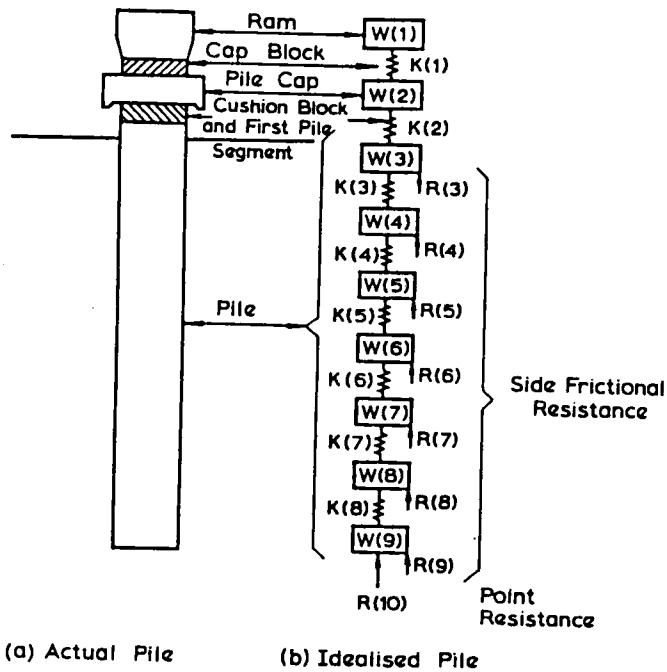 Ram
W(1)
Cap Block
K(1)
Pile Cap
W(2)
Cushion Block
and First Pile
Segment
K(2)
W(3)
K(3)
R(3)
W(4)
K(4)
R(4)
W(5)
K(5)
R(5)
Pile
W(6)
K(6)
R(6)
Side Frictional
Resistance
W(7)
K(7)
R(7)
W(8)
K(8)
R(8)
W(9)
R(9)
R(10)
Point
Resistance
(a) Actual Pile
(b) Idealised Pile